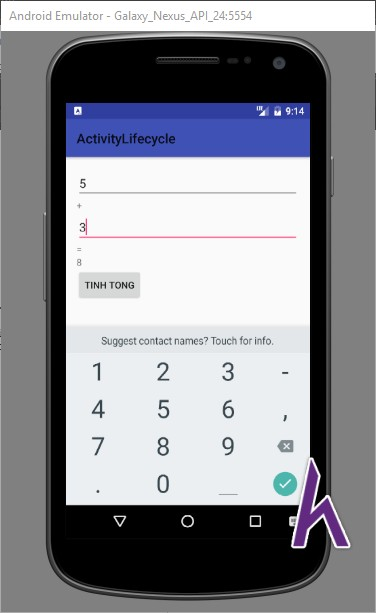 Android Emulator - Galaxy_Nexus_API_24:5554
9:14
ActivityLifecycle
5
+
3
=
8
TINH TONG
Suggest contact names? Touch for info.
1 2 3 -
4 5 6 ,
7 8 9
. 0 _
h